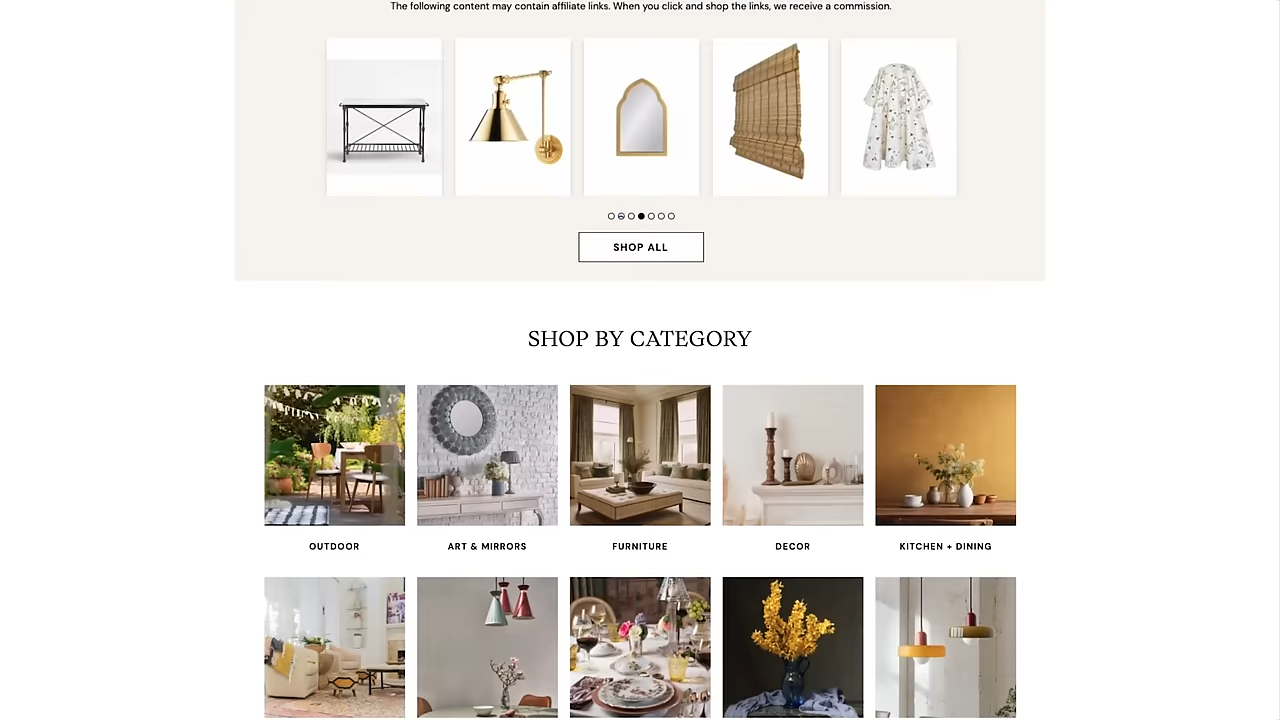 The following content may contain affiliate links. When you click and shop the links, we receive a commission.
SHOP ALL
SHOP BY CATEGORY
OUTDOOR
ART & MIRRORS
FURNITURE
DECOR
KITCHEN + DINING